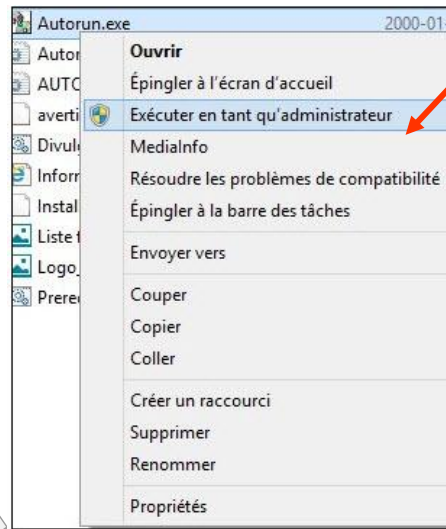 Autorun.exe 2000-01-
Autor
AUTO
averti
Divulg
Inforr
Instal
Liste f
Logo_
Prerec
Ouvrir
Épingler à l'écran d'accueil
Exécuter en tant qu'administrateur
MediaInfo
Résoudre les problèmes de compatibilité
Épingler à la barre des tâches
Envoyer vers
Couper
Copier
Coller
Créer un raccourci
Supprimer
Renommer
Propriétés